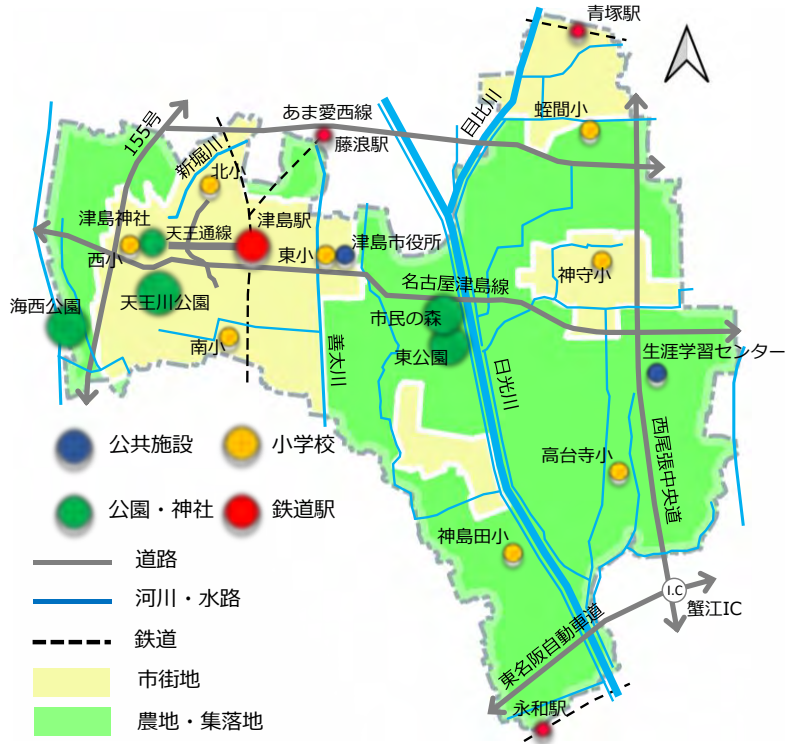 青塚駅
目比川
蛭間小
155号
あま愛西線
藤浪駅
新堀川
北小
津島神社
天王通線
津島駅
西小
東小
津島市役所
神守小
名古屋津島線
海西公園
天王川公園
市民の森
南小
善太川
東公園
日光川
生涯学習センター
公共施設
小学校
高台寺小
西尾張中央道
公園・神社
鉄道駅
神島田小
道路
I.C
蟹江IC
河川・水路
鉄道
東名阪自動車道
市街地
永和駅
農地・集落地